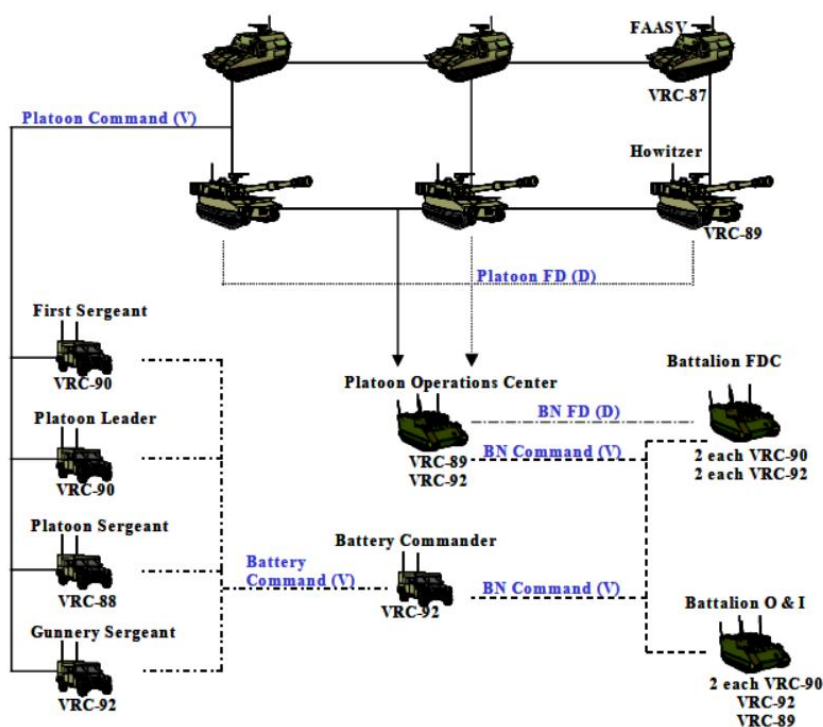 FAASV
VRC-87
Platoon Command (V)
Howitzer
VRC-89
Platoon FD (D)
First Sergeant
VRC-90
Platoon Operations Center
VRC-89
VRC-92
Battalion FDC
2 each VRC-90
2 each VRC-92
BN FD (D)
BN Command (V)
Platoon Leader
VRC-90
Platoon Sergeant
VRC-88
Battery
Command (V)
Battery Commander
VRC-92
BN Command (V)
Gunnery Sergeant
VRC-92
Battalion O & I
2 each VRC-90
VRC-92
VRC-89